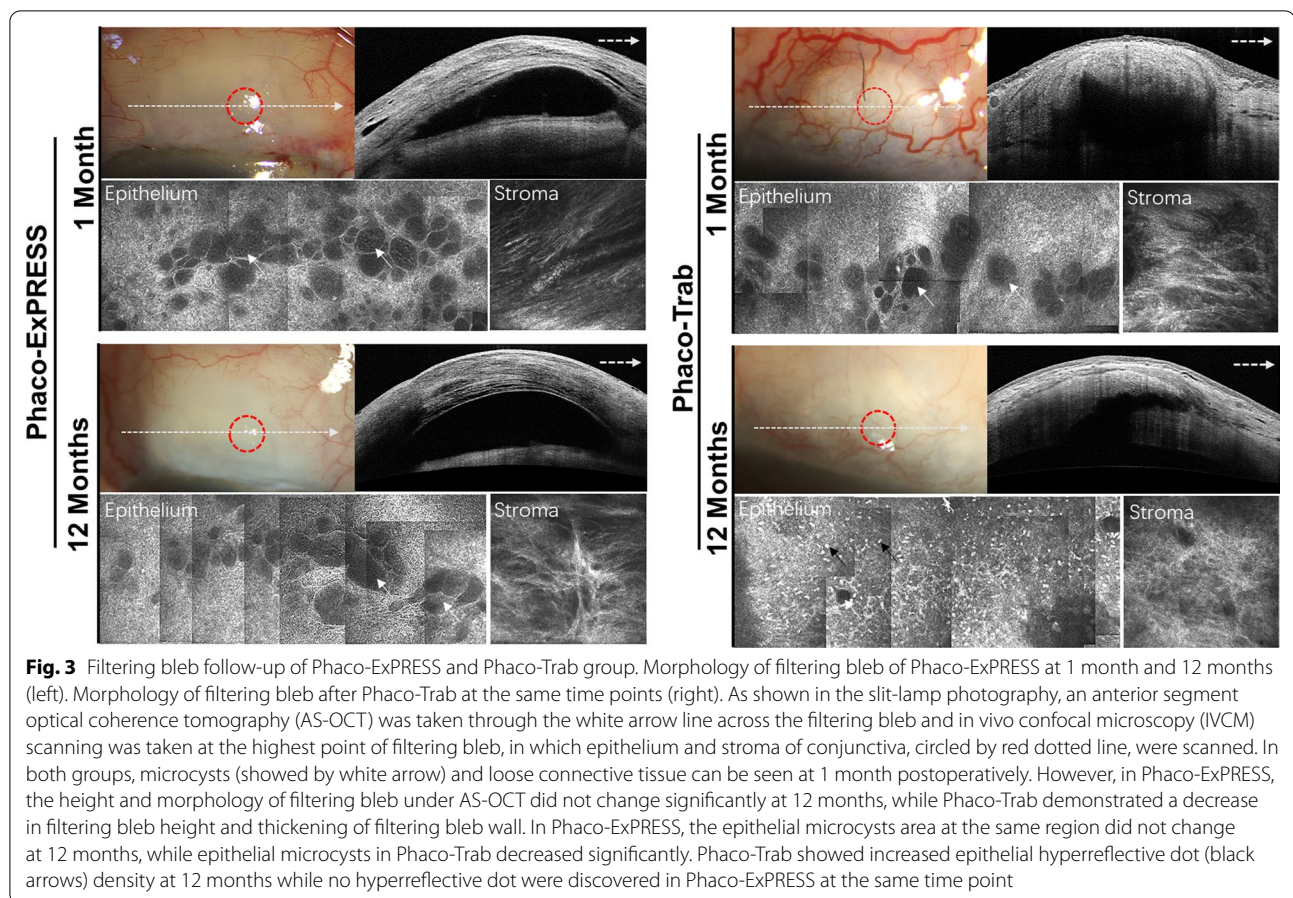 Phaco-ExPRESS
1 Month
Epithelium
Stroma
12 Months
Epithelium
Stroma
Phaco-Trab
1 Month
Epithelium
Stroma
12 Months
Epithelium
Stroma
Fig. 3 Filtering bleb follow-up of Phaco-ExPRESS and Phaco-Trab group. Morphology of filtering bleb of Phaco-ExPRESS at 1 month and 12 months
(left). Morphology of filtering bleb after Phaco-Trab at the same time points (right). As shown in the slit-lamp photography, an anterior segment
optical coherence tomography (AS-OCT) was taken through the white arrow line across the filtering bleb and in vivo confocal microscopy (IVCM)
scanning was taken at the highest point of filtering bleb, in which epithelium and stroma of conjunctiva, circled by red dotted line, were scanned. In
both groups, microcysts (showed by white arrow) and loose connective tissue can be seen at 1 month postoperatively. However, in Phaco-ExPRESS,
the height and morphology of filtering bleb under AS-OCT did not change significantly at 12 months, while Phaco-Trab demonstrated a decrease
in filtering bleb height and thickening of filtering bleb wall. In Phaco-ExPRESS, the epithelial microcysts area at the same region did not change
at 12 months, while epithelial microcysts in Phaco-Trab decreased significantly. Phaco-Trab showed increased epithelial hyperreflective dot (black
arrows) density at 12 months while no hyperreflective dot were discovered in Phaco-ExPRESS at the same time point